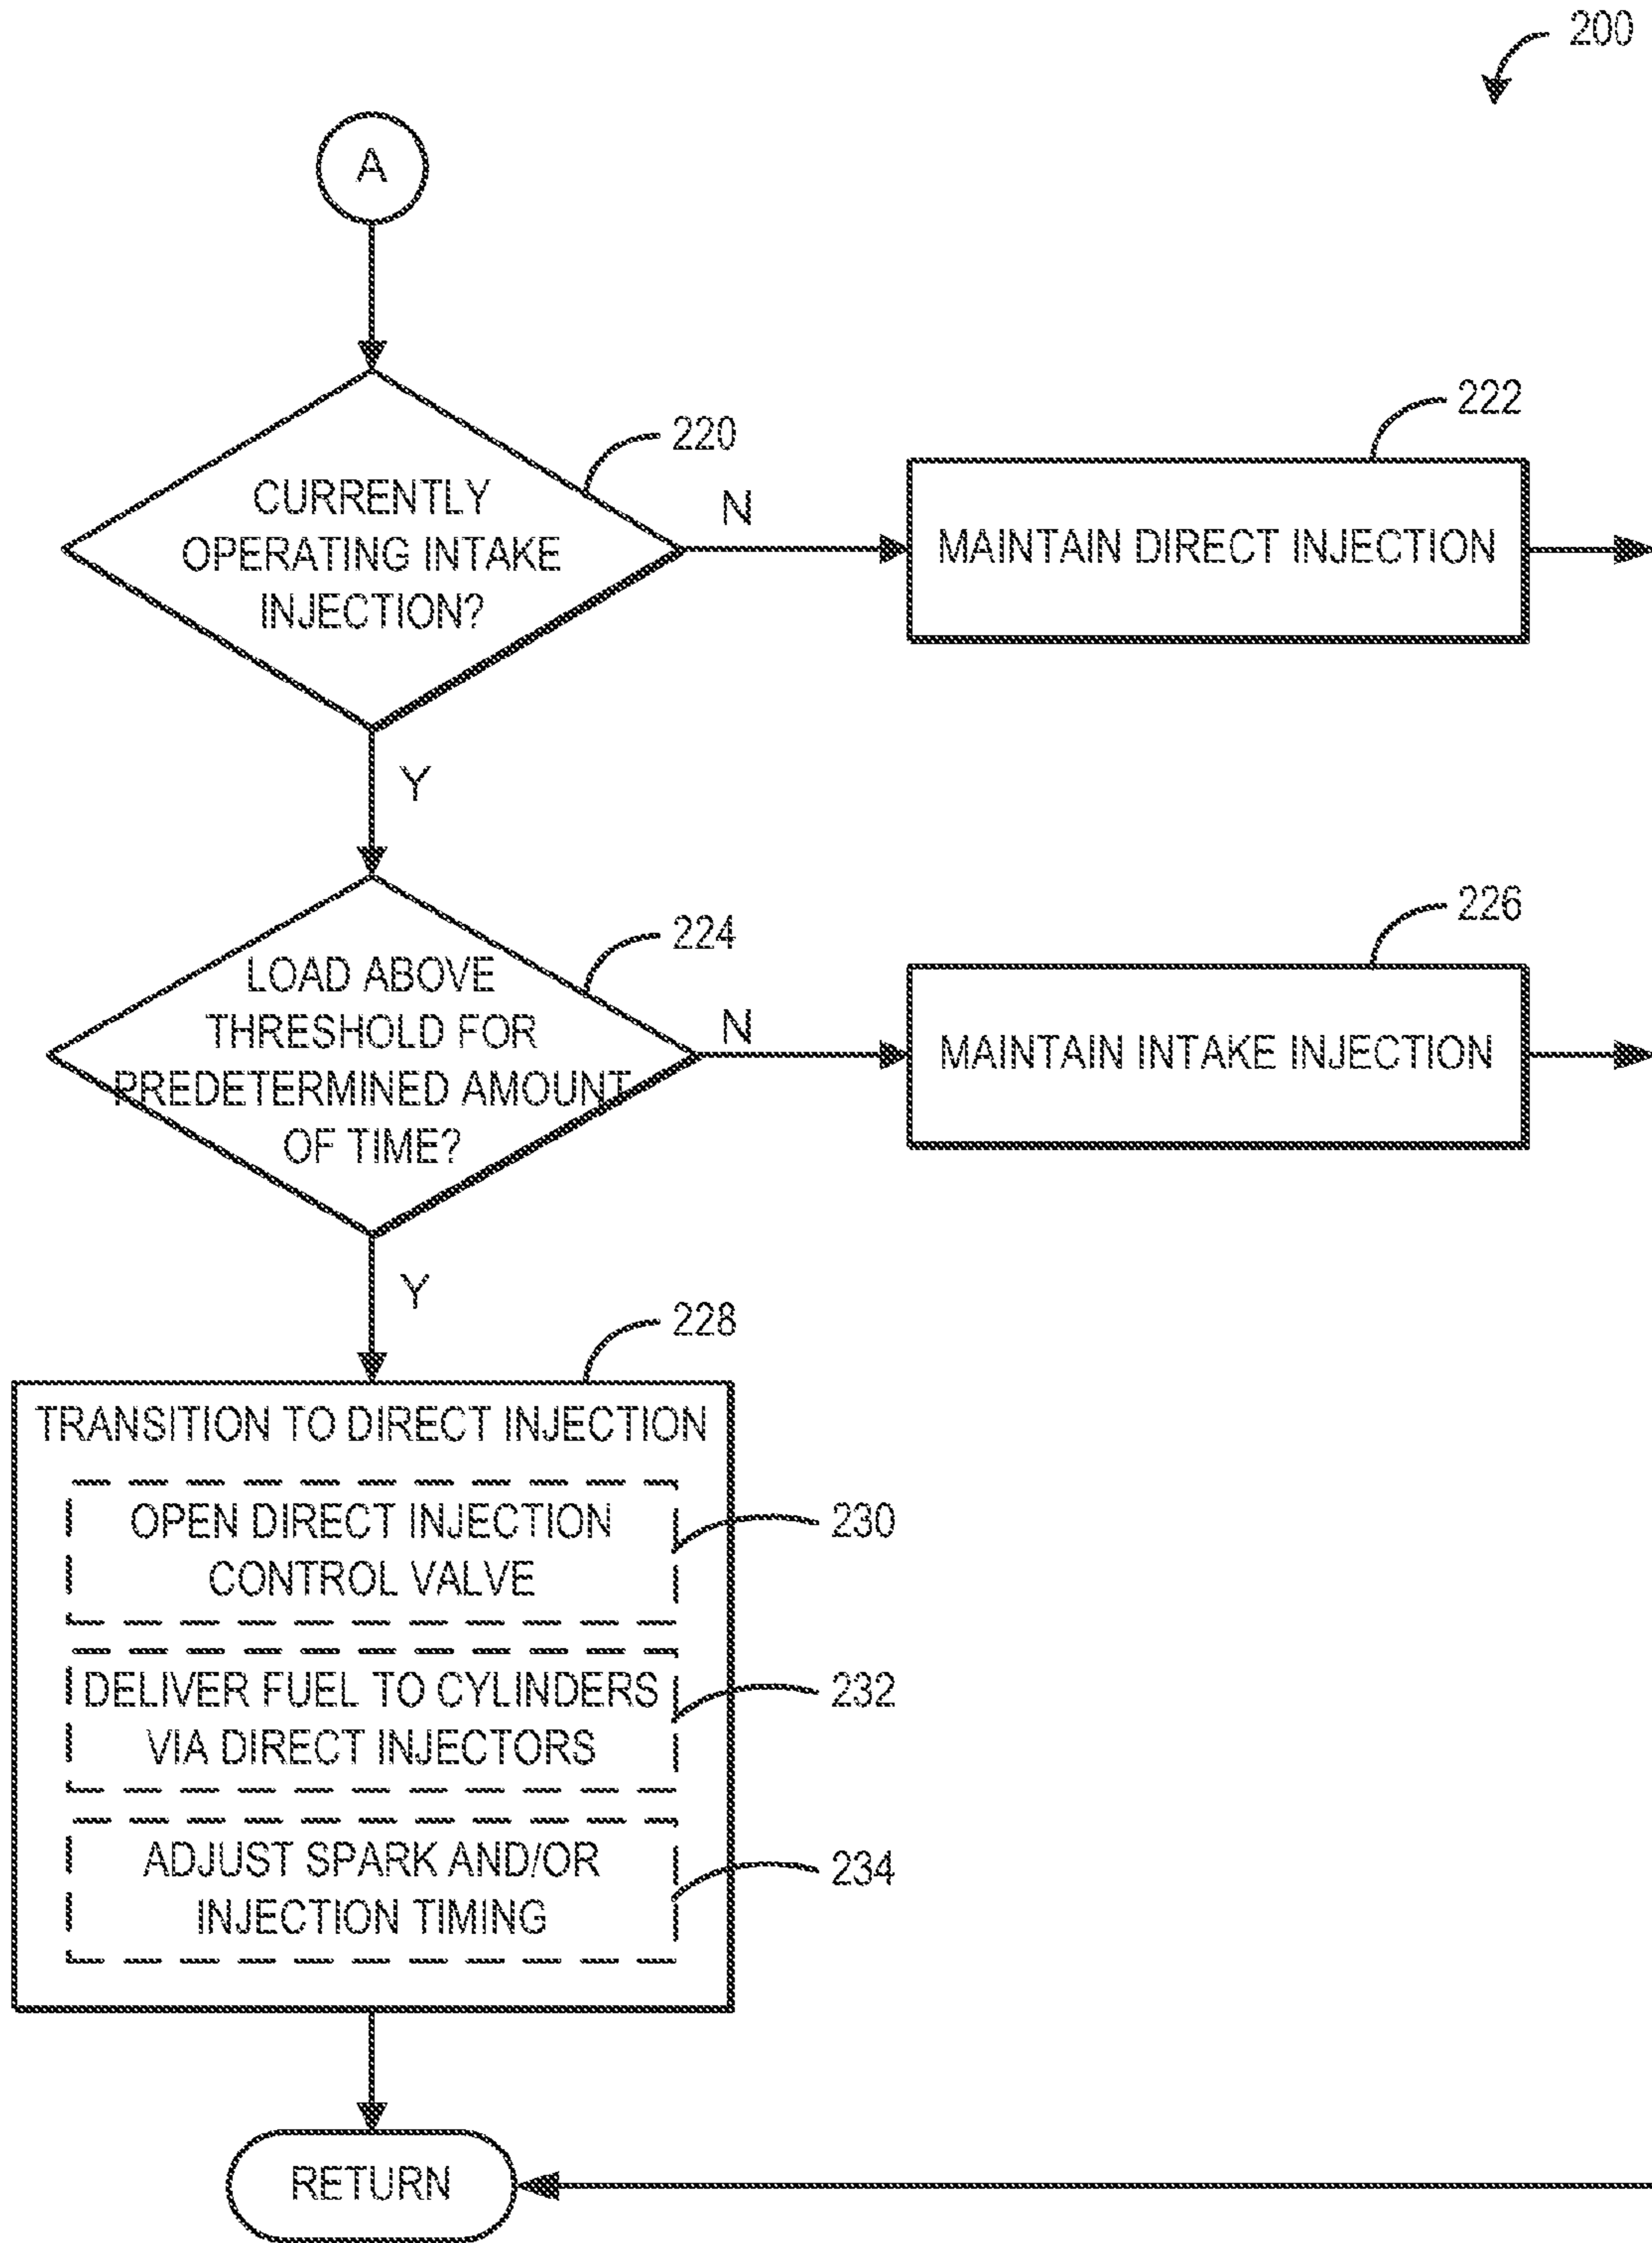 200
A
220
CURRENTLY
OPERATING INTAKE
INJECTION?
N
222
MAINTAIN DIRECT INJECTION
Y
224
LOAD ABOVE
THRESHOLD FOR
PREDETERMINED AMOUNT
OF TIME?
N
226
MAINTAIN INTAKE INJECTION
Y
228
TRANSITION TO DIRECT INJECTION
OPEN DIRECT INJECTION
CONTROL VALVE
230
DELIVER FUEL TO CYLINDERS
VIA DIRECT INJECTORS
232
ADJUST SPARK AND/OR
INJECTION TIMING
234
RETURN